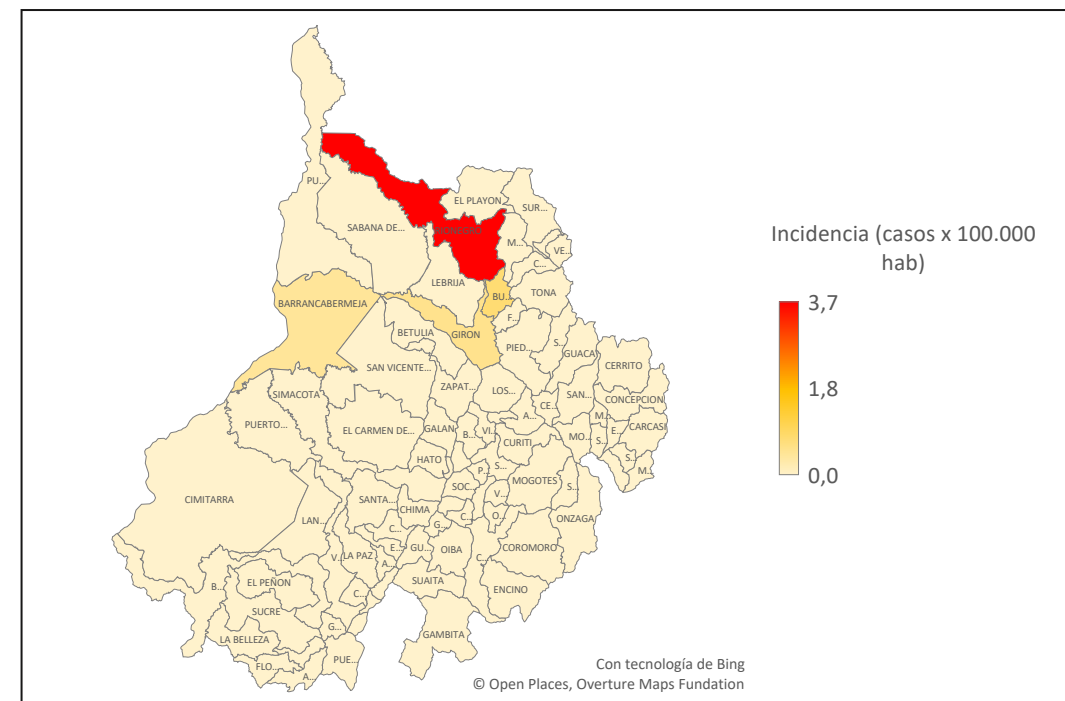 EL PLAYON
PU...
SUR...
SABANA DE...
M...
VE...
C...
LEBRIJA
TONA
BU...
BARRANCABERMEJA
F...
GIRON
BETULIA
PIED...
S...
GUACA
CERRITO
SAN VICENTE...
ZAPAT...
LOS...
SAN...
SIMACOTA
CONCEPCION
CE...
A...
M...
PUERTO...
EL CARMEN DE...
GALAN
B...
VI...
CURITI
MO...
S...
E...
CARCASI
HATO
S...
M...
P...
S...
MOGOTES
S...
CIMITARRA
SANTA...
SOC...
V...
CHIMA
C...
O...
ONZAGA
LAN...
C...
G...
V...
LA PAZ
E...
GU...
OIBA
C...
COROMORO
A...
B...
EL PEÑON
SUAITA
ENCINO
C...
SUCRE
G...
LA BELLEZA
GAMBITA
FLO...
PUE...
A...
Incidencia (casos x 100.000
hab)
3,7
1,8
0,0
Con tecnología de Bing
© Open Places, Overture Maps Fundation